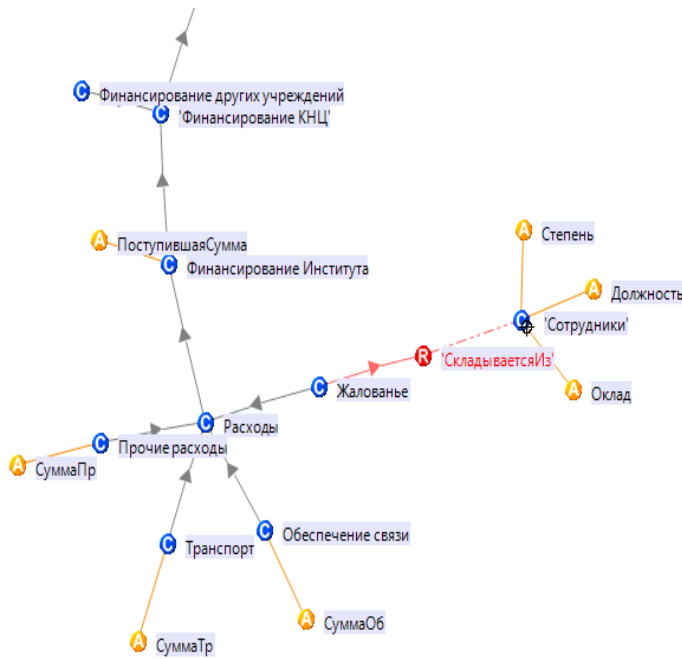 С Финансирование других учреждений
С 'Финансирование КНЦ'
А Степень
А ПоступившаяСумма
С Финансирование Института
А Должность
С 'Сотрудники'
R 'СкладываетсяИз'
С Жалованье
А Оклад
С Расходы
С Прочие расходы
А СуммаПр
С Обеспечение связи
С Транспорт
А СуммаОб
А СуммаТр